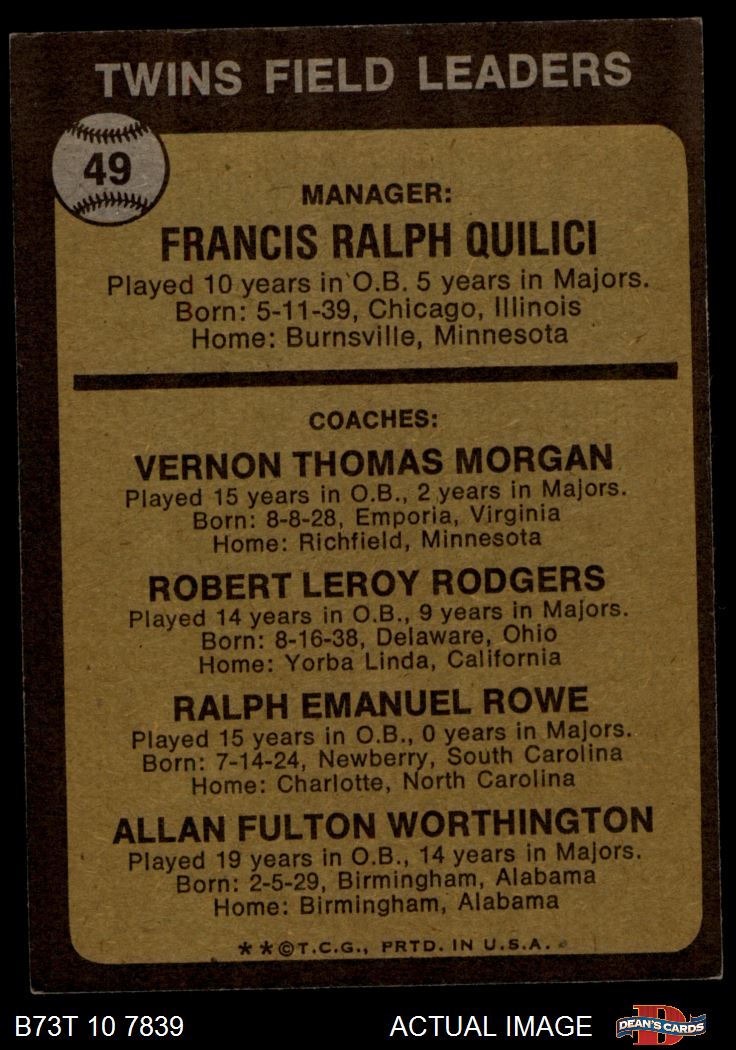 TWINS FIELD LEADERS
49
MANAGER:
FRANCIS RALPH QUILICI
Played 10 years in O.B. 5 years in Majors.
Born: 5-11-39, Chicago, Illinois
Home: Burnsville, Minnesota
COACHES:
VERNON THOMAS MORGAN
Played 15 years in O.B., 2 years in Majors.
Born: 8-8-28, Emporia, Virginia
Home: Richfield, Minnesota
ROBERT LEROY RODGERS
Played 14 years in O.B., 9 years in Majors.
Born: 8-16-38, Delaware, Ohio
Home: Yorba Linda, California
RALPH EMANUEL ROWE
Played 15 years in O.B., 0 years in Majors.
Born: 7-14-24, Newberry, South Carolina
Home: Charlotte, North Carolina
ALLAN FULTON WORTHINGTON
Played 19 years in O.B., 14 years in Majors.
Born: 2-5-29, Birmingham, Alabama
Home: Birmingham, Alabama
**©T.C.G., PRTD. IN U.S.A.
B73T 10 7839 ACTUAL IMAGE
D
DEAN'S CARDS